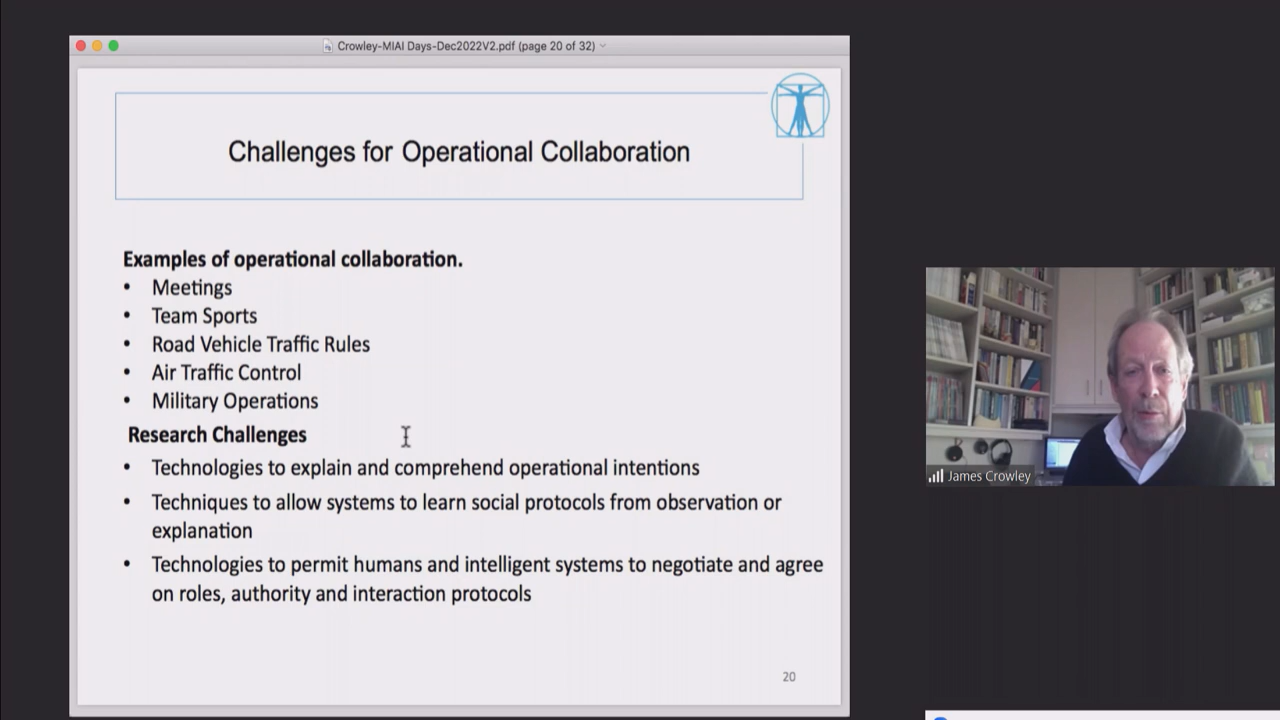 Crowley-MIAI Days-Dec2022V2.pdf (page 20 of 32)
Challenges for Operational Collaboration
Examples of operational collaboration.
• Meetings
• Team Sports
• Road Vehicle Traffic Rules
• Air Traffic Control
• Military Operations
Research Challenges
• Technologies to explain and comprehend operational intentions
• Techniques to allow systems to learn social protocols from observation or
explanation
• Technologies to permit humans and intelligent systems to negotiate and agree
on roles, authority and interaction protocols
20
James Crowley